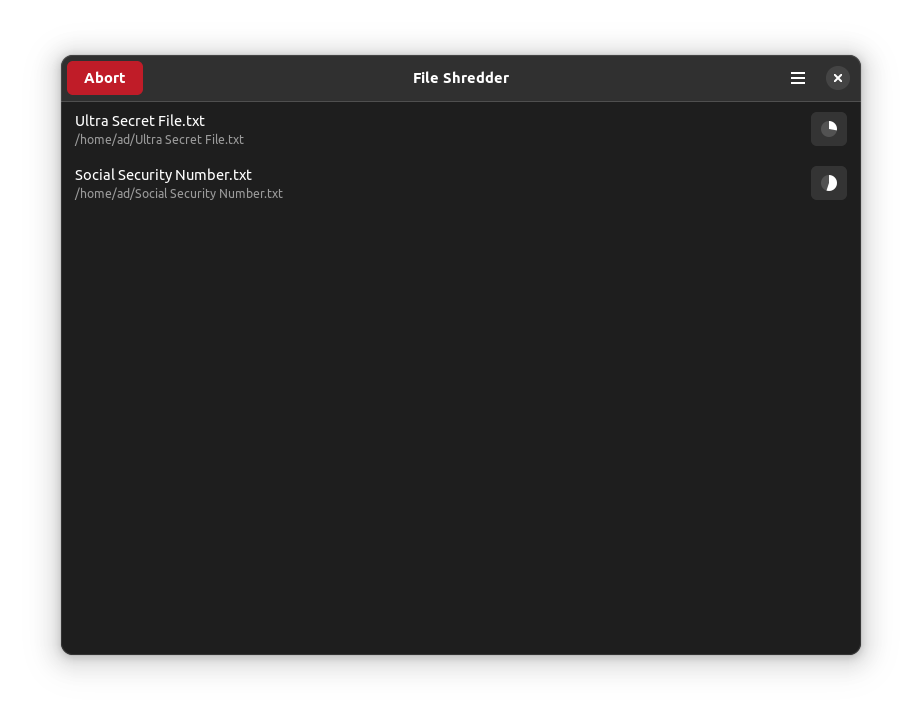 Abort
File Shredder
Ultra Secret File.txt
/home/ad/Ultra Secret File.txt
Social Security Number.txt
/home/ad/Social Security Number.txt